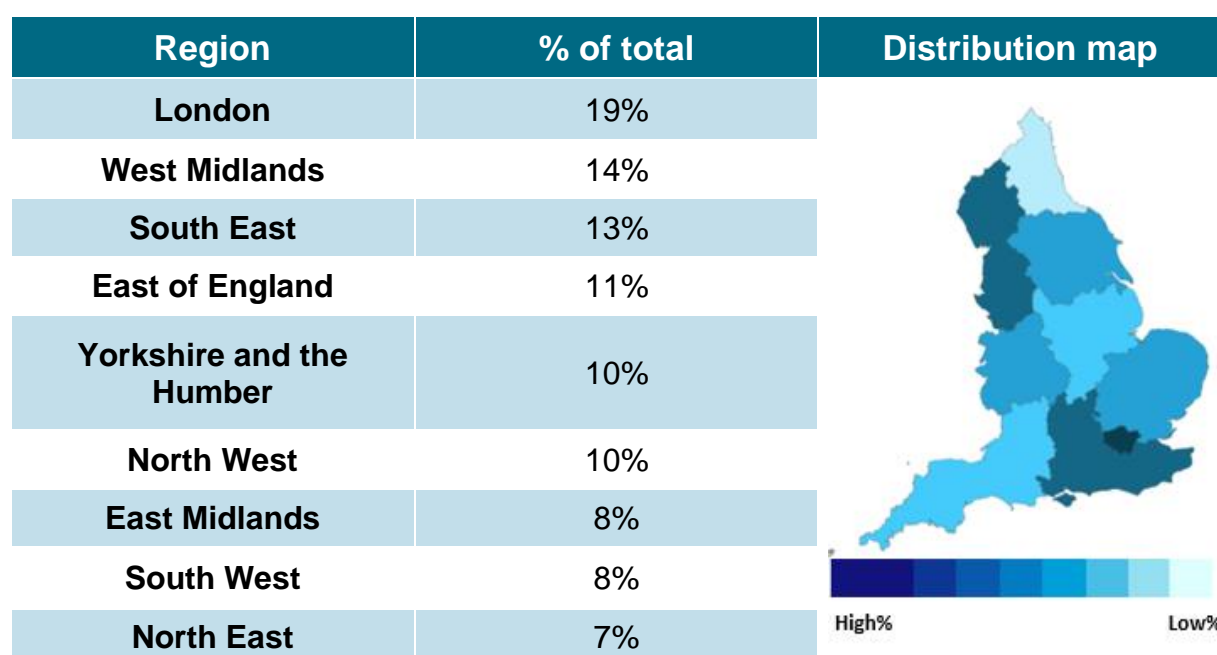 Region % of total Distribution map
London 19%
West Midlands 14%
South East 13%
East of England 11%
Yorkshire and the
Humber 10%
North West 10%
East Midlands 8%
South West 8%
North East 7%
High% Low%